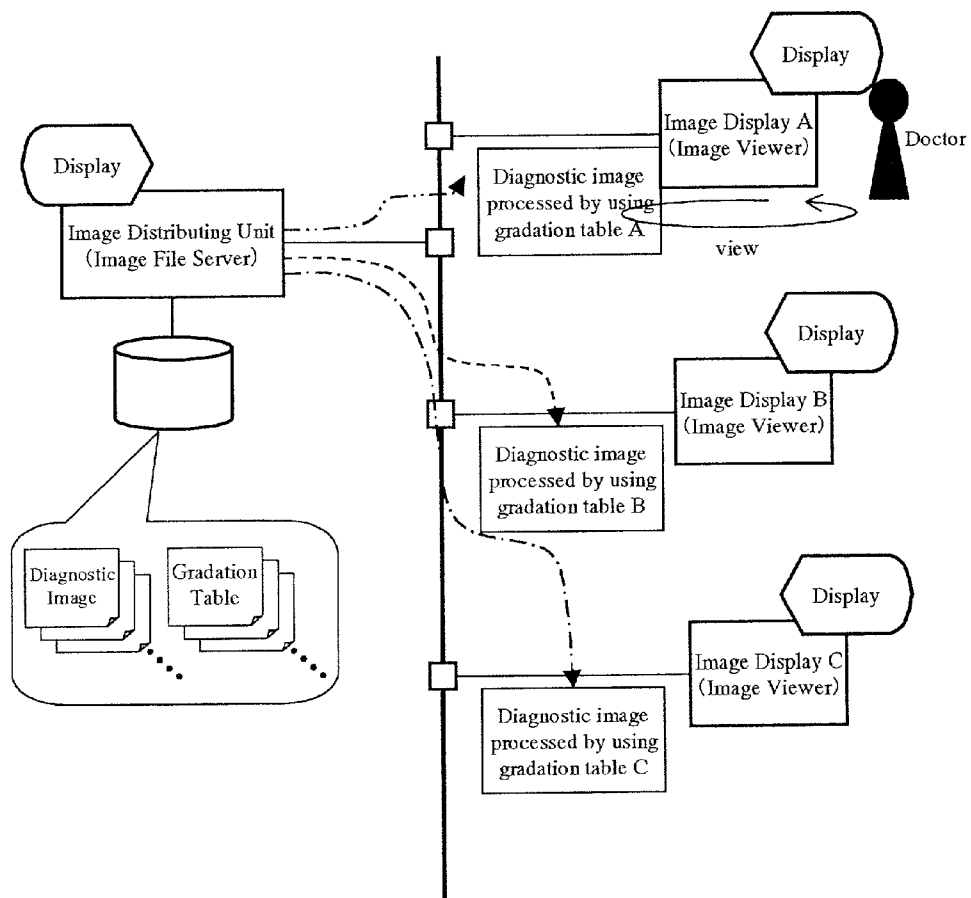 Display
Image Display A
(Image Viewer)
Doctor
Display
Diagnostic image
processed by using
gradation table A
view
Image Distributing Unit
(Image File Server)
Display
Image Display B
(Image Viewer)
Diagnostic image
processed by using
gradation table B
Diagnostic
Image
Gradation
Table
Display
Image Display C
(Image Viewer)
Diagnostic image
processed by using
gradation table C